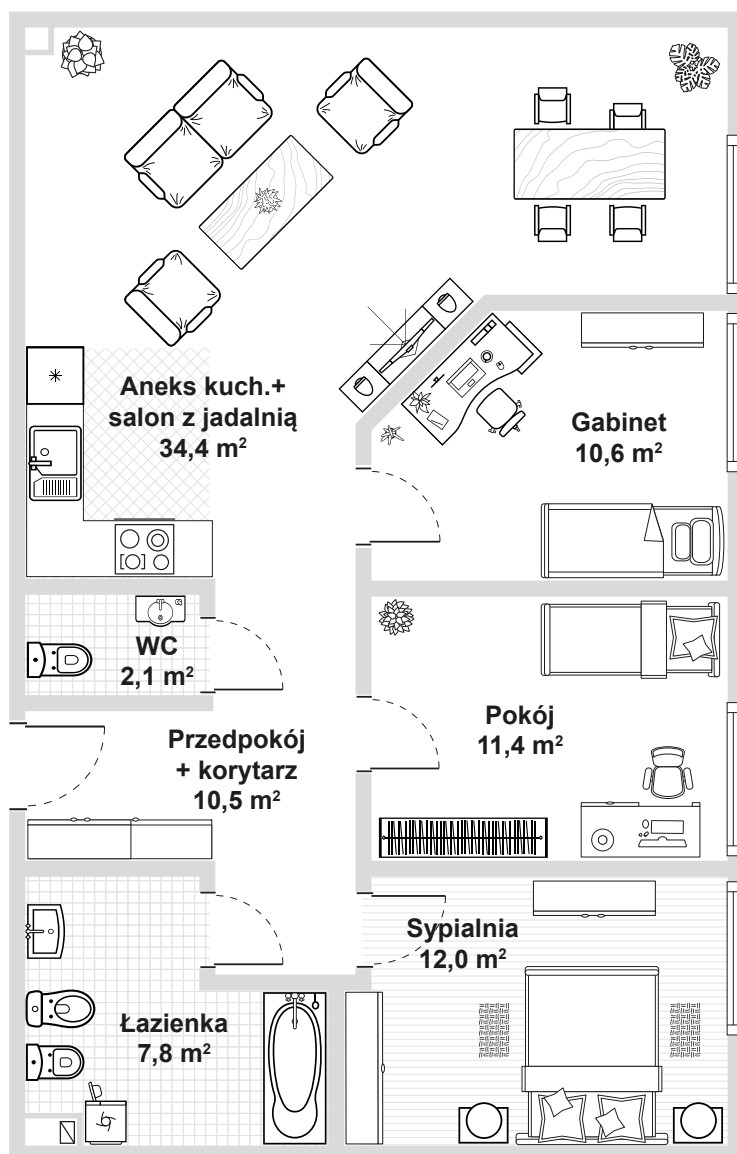 Aneks kuch.+
salon z jadalnią
34,4 m²
Gabinet
10,6 m²
WC
2,1 m²
Pokój
11,4 m²
Przedpokój
+ korytarz
10,5 m²
Sypialnia
12,0 m²
Łazienka
7,8 m²